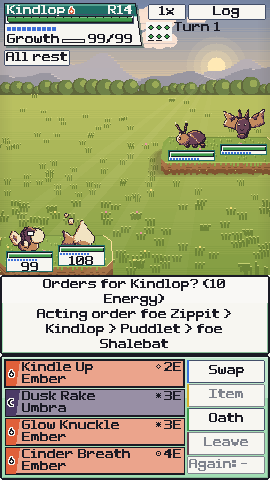 Kindlop R14
Growth 99/99
1x
Log
Turn 1
All rest
99
108
Orders for Kindlop? (10
Energy)
Acting order foe Zippit >
Kindlop > Puddlet > foe
Shalebat
Kindle Up 2E
Ember
Dusk Rake 3E
Umbra
Glow Knuckle 3E
Ember
Cinder Breath 4E
Ember
Swap
Item
Oath
Leave
Again:-